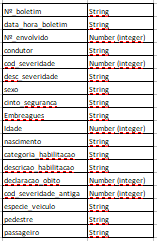 Nº_boletim String
data_hora_boletim String
Nº_envolvido Number (integer)
condutor String
cod_severidade Number (integer)
desc_severidade String
sexo String
cinto_seguranca String
Embreagues String
Idade Number (integer)
nascimento String
categoria_habilitacao String
descricao_habilitacao String
declaracao_obito Number (integer)
cod_severidade_antiga Number (integer)
especie_veiculo String
pedestre String
passageiro String